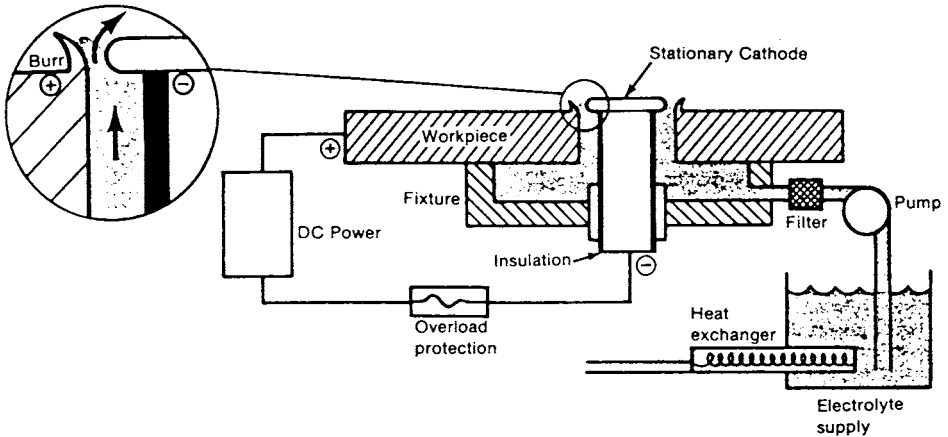 Burr
+
−
Stationary Cathode
Workpiece
+
Fixture
DC Power
Insulation
−
Filter
Pump
Overload
protection
Heat
exchanger
Electrolyte
supply